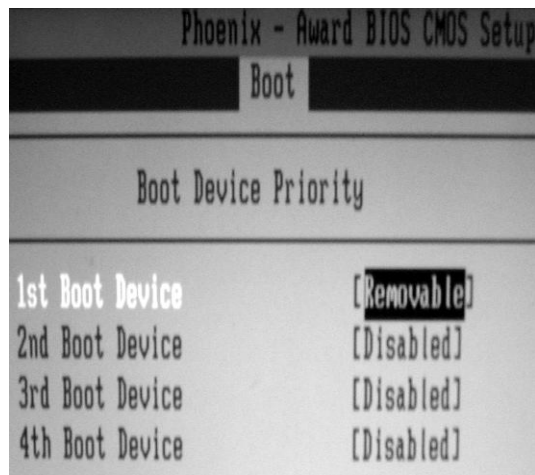 Phoenix - Award BIOS CMOS Setup
Boot
Boot Device Priority
1st Boot Device [Removable]
2nd Boot Device [Disabled]
3rd Boot Device [Disabled]
4th Boot Device [Disabled]